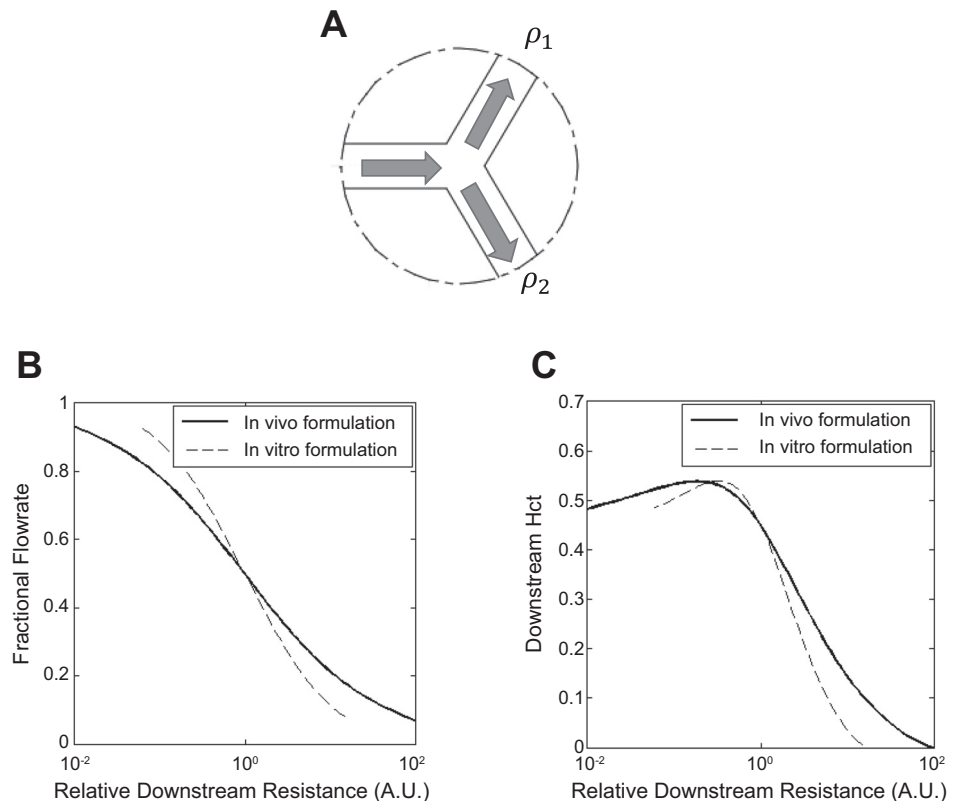 A
ρ1
ρ2
B
1
0.8
0.6
0.4
0.2
0
10-2
100
102
Fractional Flowrate
Relative Downstream Resistance (A.U.)
In vivo formulation
In vitro formulation
C
0.7
0.6
0.5
0.4
0.3
0.2
0.1
0
10-2
100
102
Downstream Hct
Relative Downstream Resistance (A.U.)
In vivo formulation
In vitro formulation